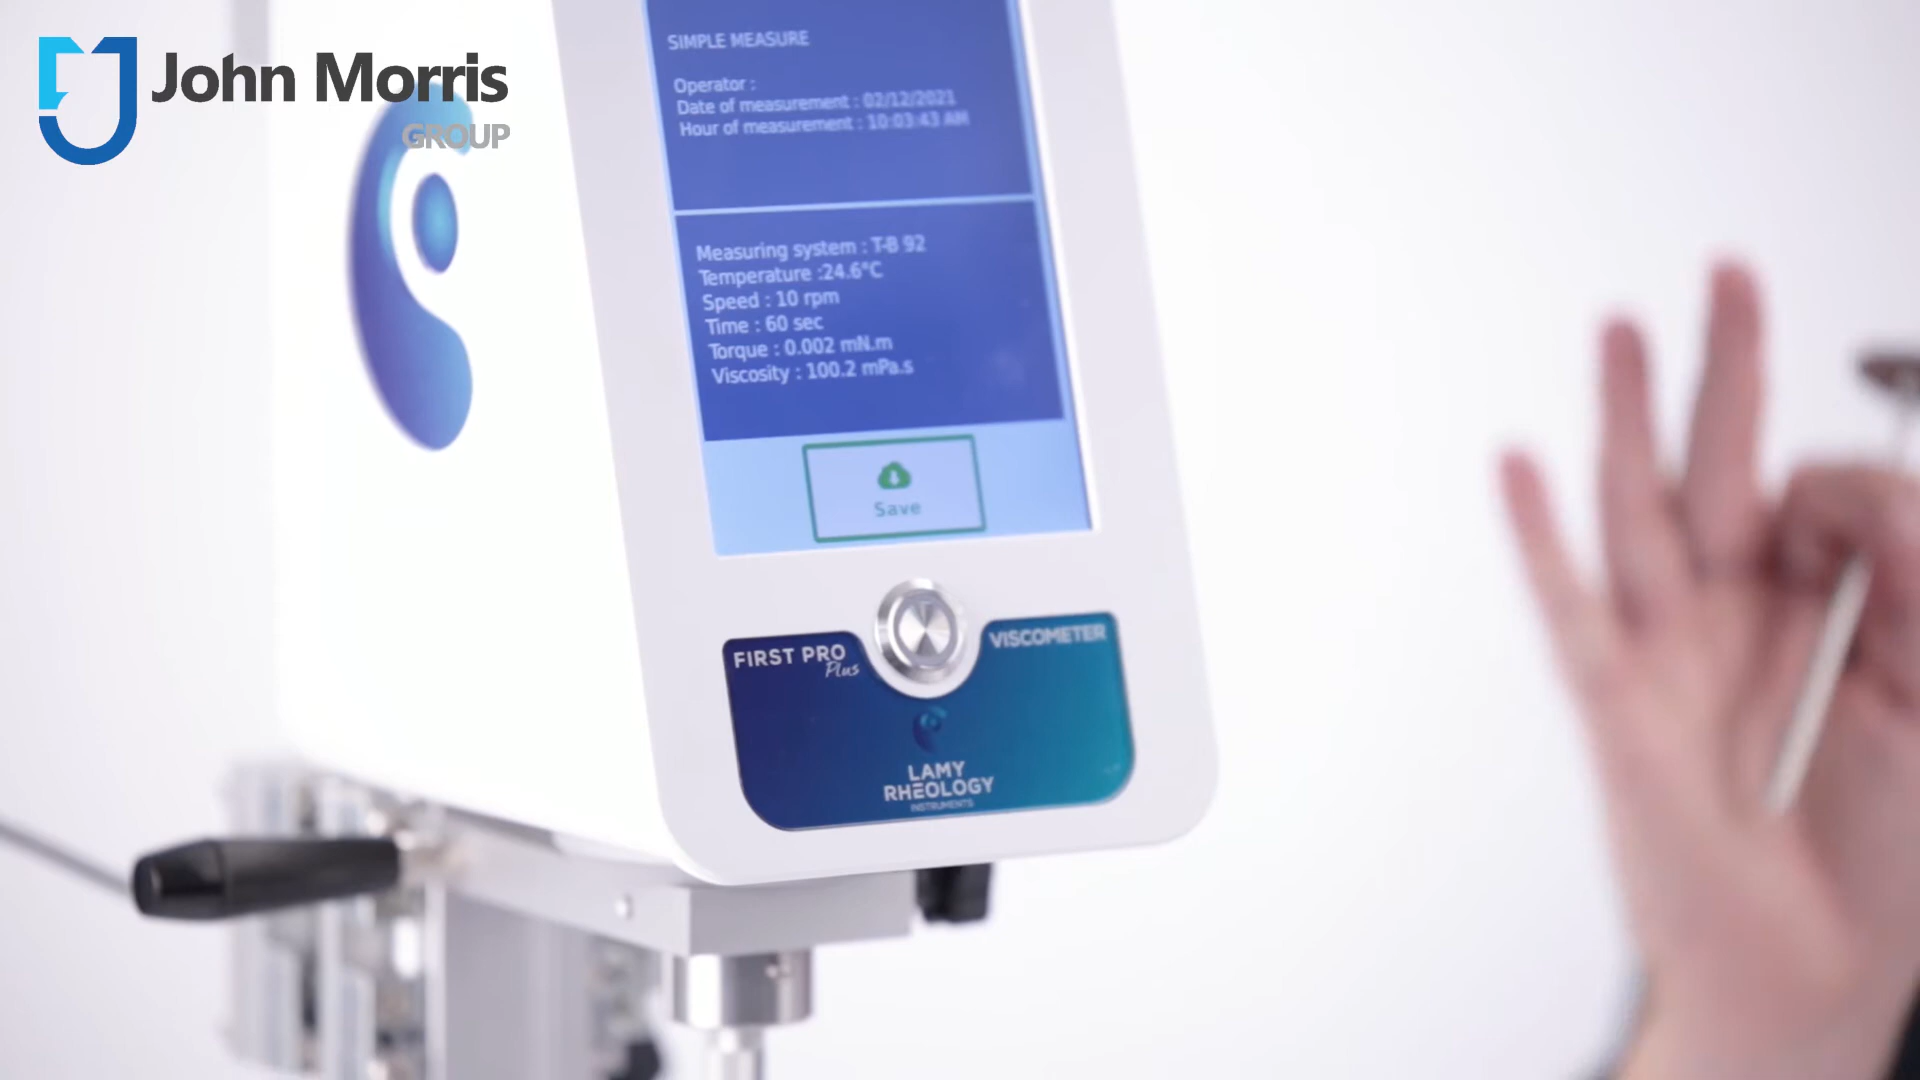 John Morris
GROUP
SIMPLE MEASURE
Operator :
Date of measurement : 02/12/2021
Hour of measurement : 10:03:43 AM
Measuring system : T-B 92
Temperature :24.6°C
Speed : 10 rpm
Time : 60 sec
Torque : 0.002 mN.m
Viscosity : 100.2 mPa.s
Save
FIRST PRO
Plus
VISCOMETER
LAMY
RHEOLOGY
INSTRUMENTS